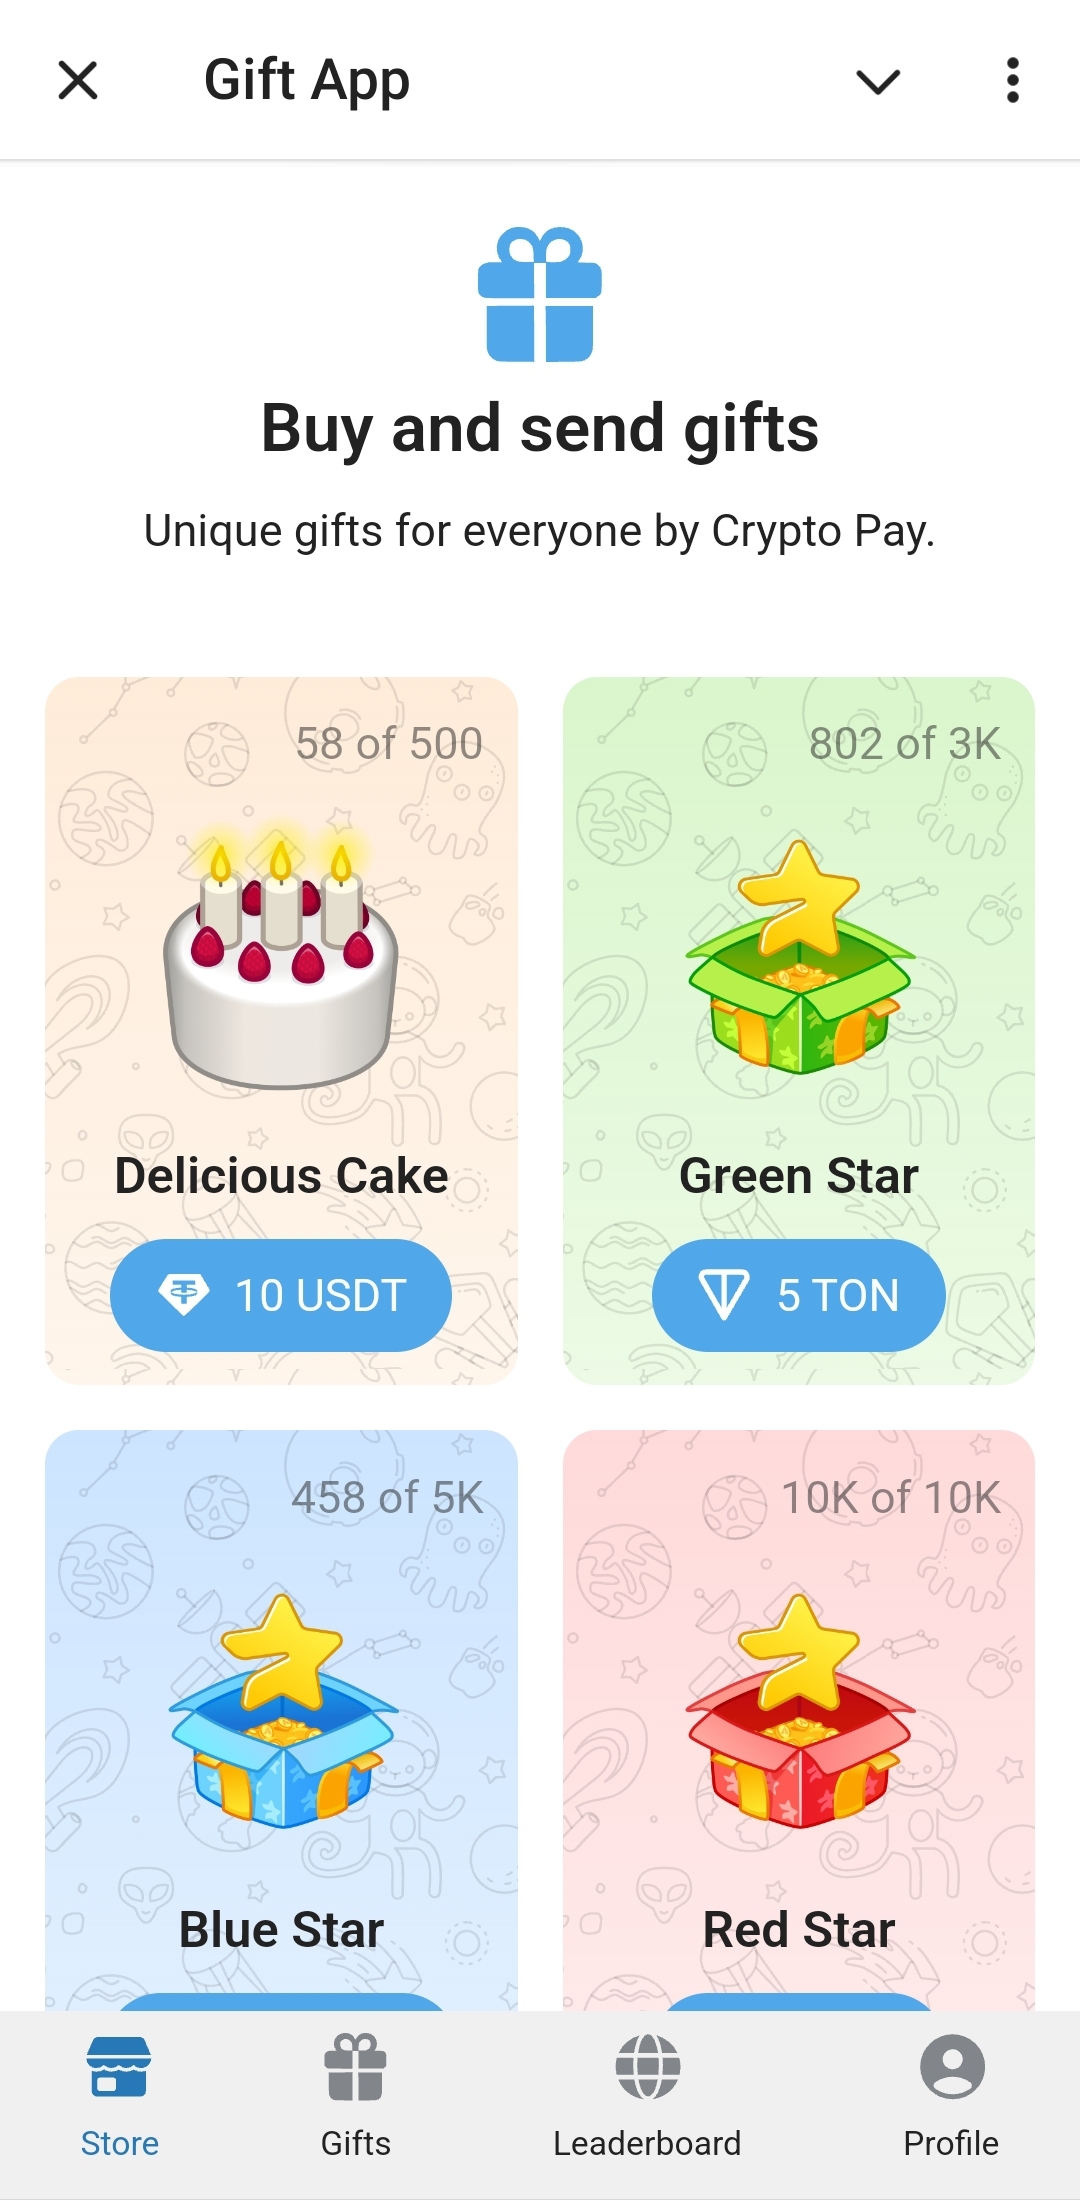 Gift App
Buy and send gifts
Unique gifts for everyone by Crypto Pay.
58 of 500
Delicious Cake
10 USDT
802 of 3K
Green Star
5 TON
458 of 5K
Blue Star
10K of 10K
Red Star
Store
Gifts
Leaderboard
Profile